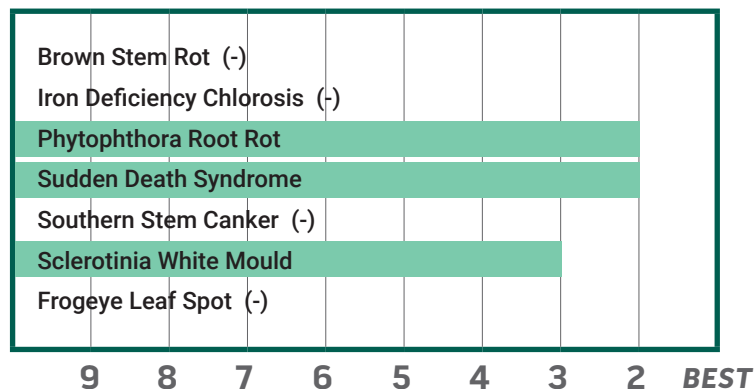 Brown Stem Rot (-)
Iron Deficiency Chlorosis (-)
Phytophthora Root Rot
Sudden Death Syndrome
Southern Stem Canker (-)
Sclerotinia White Mould
Frogeye Leaf Spot (-)
9 8 7 6 5 4 3 2 BEST